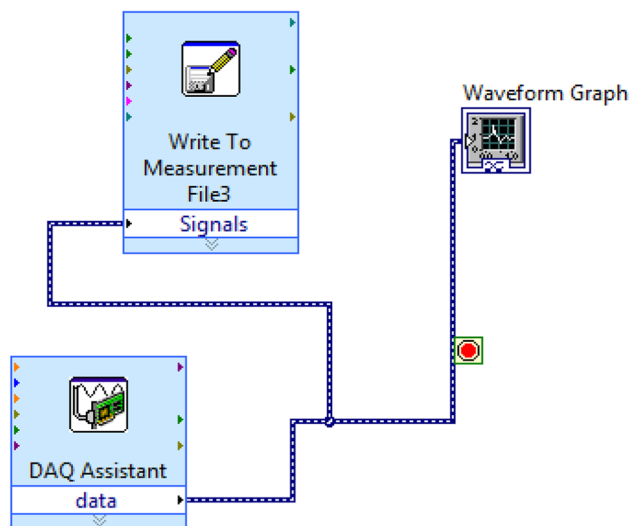 Waveform Graph
Write To
Measurement
File3
Signals
DAQ Assistant
data